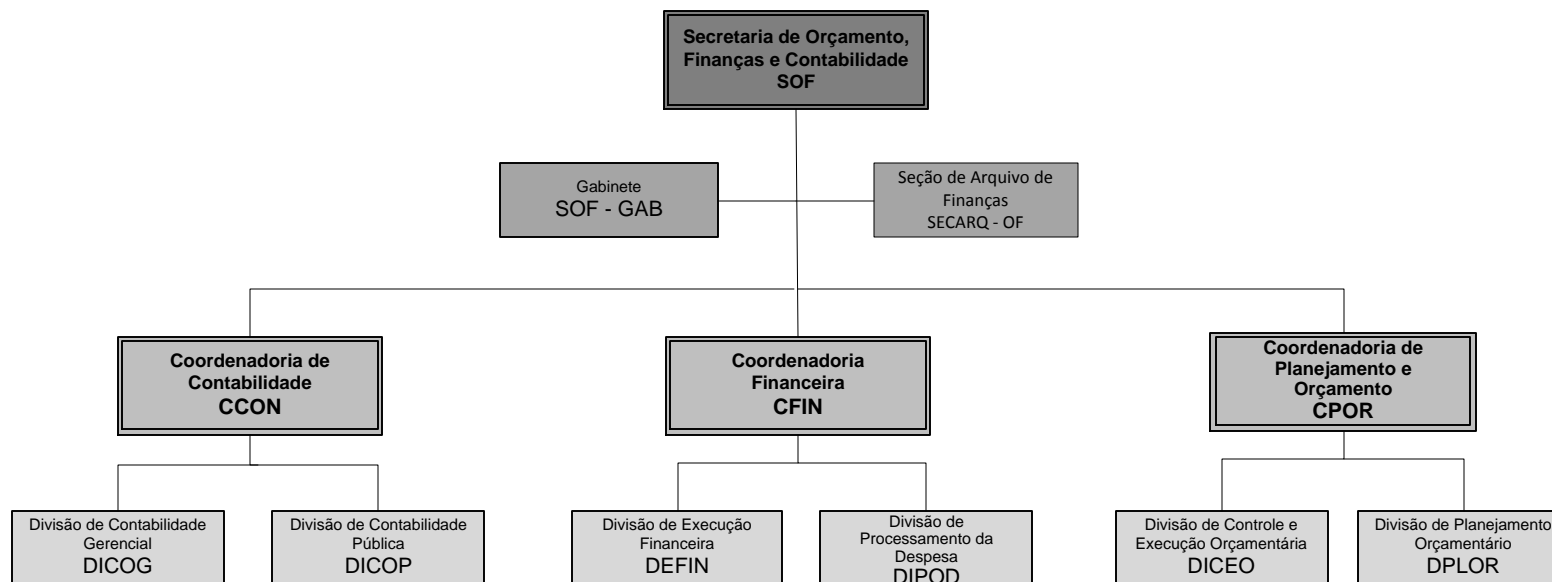 Secretaria de Orçamento,
Finanças e Contabilidade
SOF
Gabinete
SOF - GAB
Seção de Arquivo de
Finanças
SECARQ - OF
Coordenadoria de
Contabilidade
CCON
Coordenadoria
Financeira
CFIN
Coordenadoria de
Planejamento e
Orçamento
CPOR
Divisão de Contabilidade
Gerencial
DICOG
Divisão de Contabilidade
Pública
DICOP
Divisão de Execução
Financeira
DEFIN
Divisão de
Processamento da
Despesa
DIPOD
Divisão de Controle e
Execução Orçamentária
DICEO
Divisão de Planejamento
Orçamentário
DPLOR